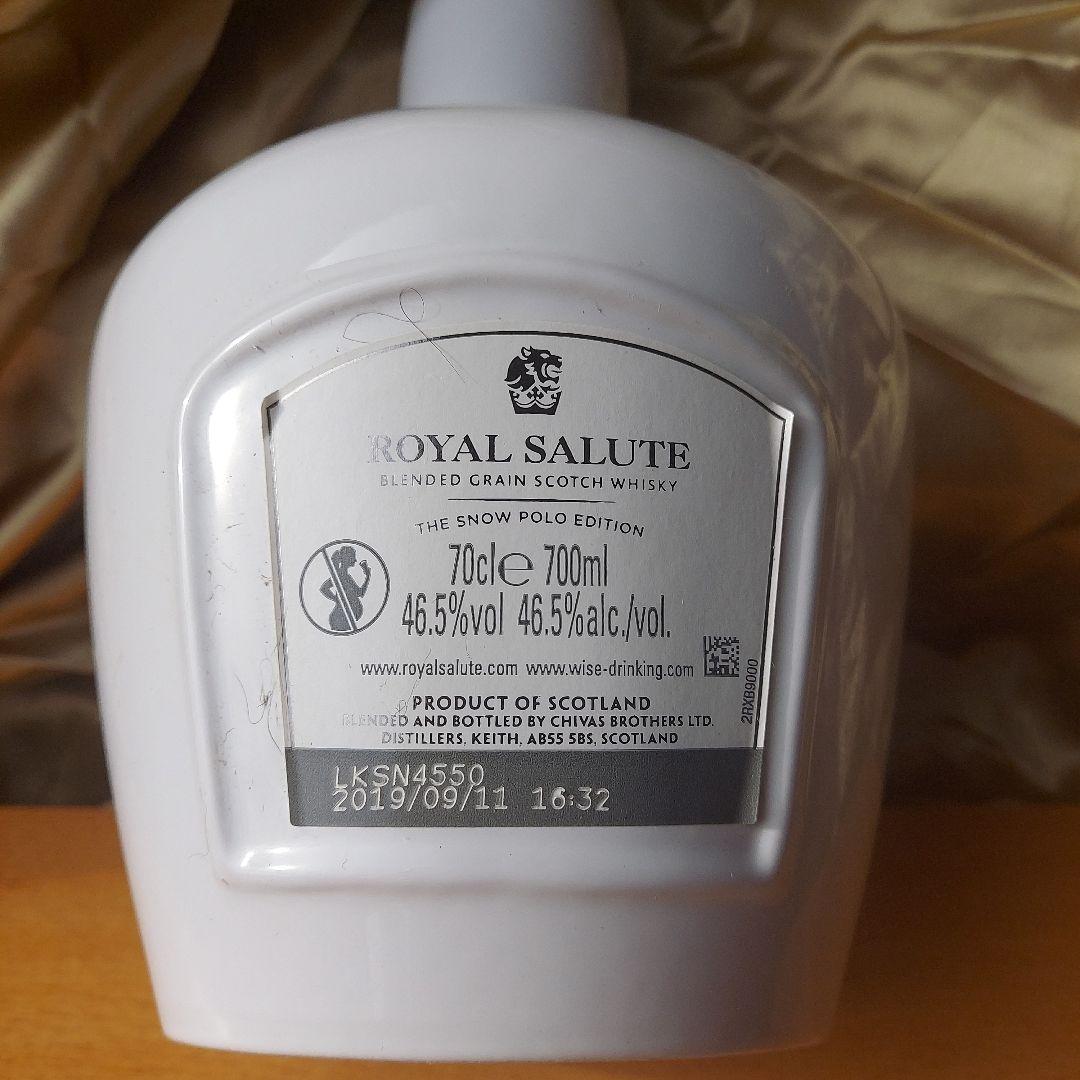 ROYAL SALUTE
BLENDED GRAIN SCOTCH WHISKY
THE SNOW POLO EDITION
70cl e 700ml
46.5%vol 46.5%alc./vol.
www.royalsalute.com www.wise-drinking.com
2RXB9000
PRODUCT OF SCOTLAND
BLENDED AND BOTTLED BY CHIVAS BROTHERS LTD.
DISTILLERS, KEITH, AB55 5BS, SCOTLAND
LKSN4550
2019/09/11 16:32